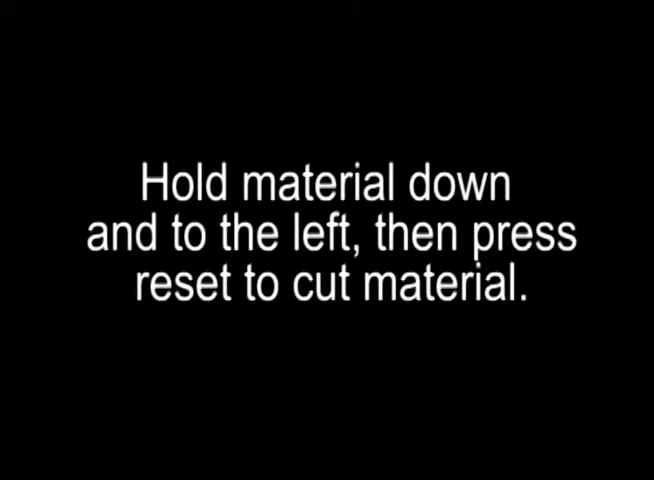 Hold material down
and to the left, then press
reset to cut material.